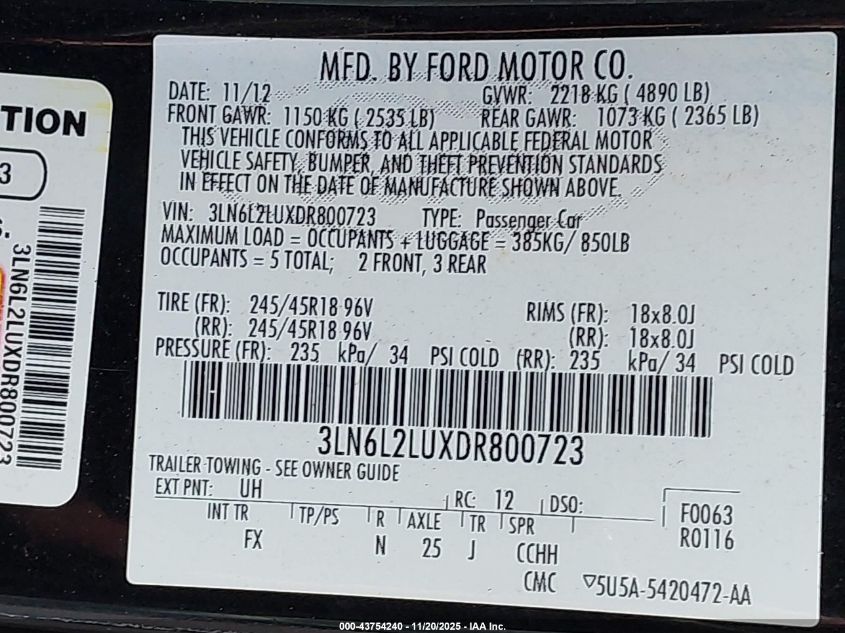 TION
3
3LN6L2LUXDR800723
MFD. BY FORD MOTOR CO.
DATE: 11/12 GVWR: 2218 KG ( 4890 LB)
FRONT GAWR: 1150 KG ( 2535 LB) REAR GAWR: 1073 KG ( 2365 LB)
THIS VEHICLE CONFORMS TO ALL APPLICABLE FEDERAL MOTOR
VEHICLE SAFETY, BUMPER, AND THEFT PREVENTION STANDARDS
IN EFFECT ON THE DATE OF MANUFACTURE SHOWN ABOVE.
VIN: 3LN6L2LUXDR800723 TYPE: Passenger Car
MAXIMUM LOAD = OCCUPANTS + LUGGAGE = 385KG/ 850LB
OCCUPANTS = 5 TOTAL; 2 FRONT, 3 REAR
TIRE (FR): 245/45R18 96V RIMS (FR): 18x8.0J
(RR): 245/45R18 96V (RR): 18x8.0J
PRESSURE (FR): 235 kPa/ 34 PSI COLD (RR): 235 kPa/ 34 PSI COLD
3LN6L2LUXDR800723
TRAILER TOWING - SEE OWNER GUIDE
EXT PNT: UH RC: 12 DSO: F0063
INT TR TP/PS R AXLE TR SPR R0116
FX N 25 J CCHH
CMC ▽5U5A-5420472-AA
000-43754240 - 11/20/2025 - IAA Inc.